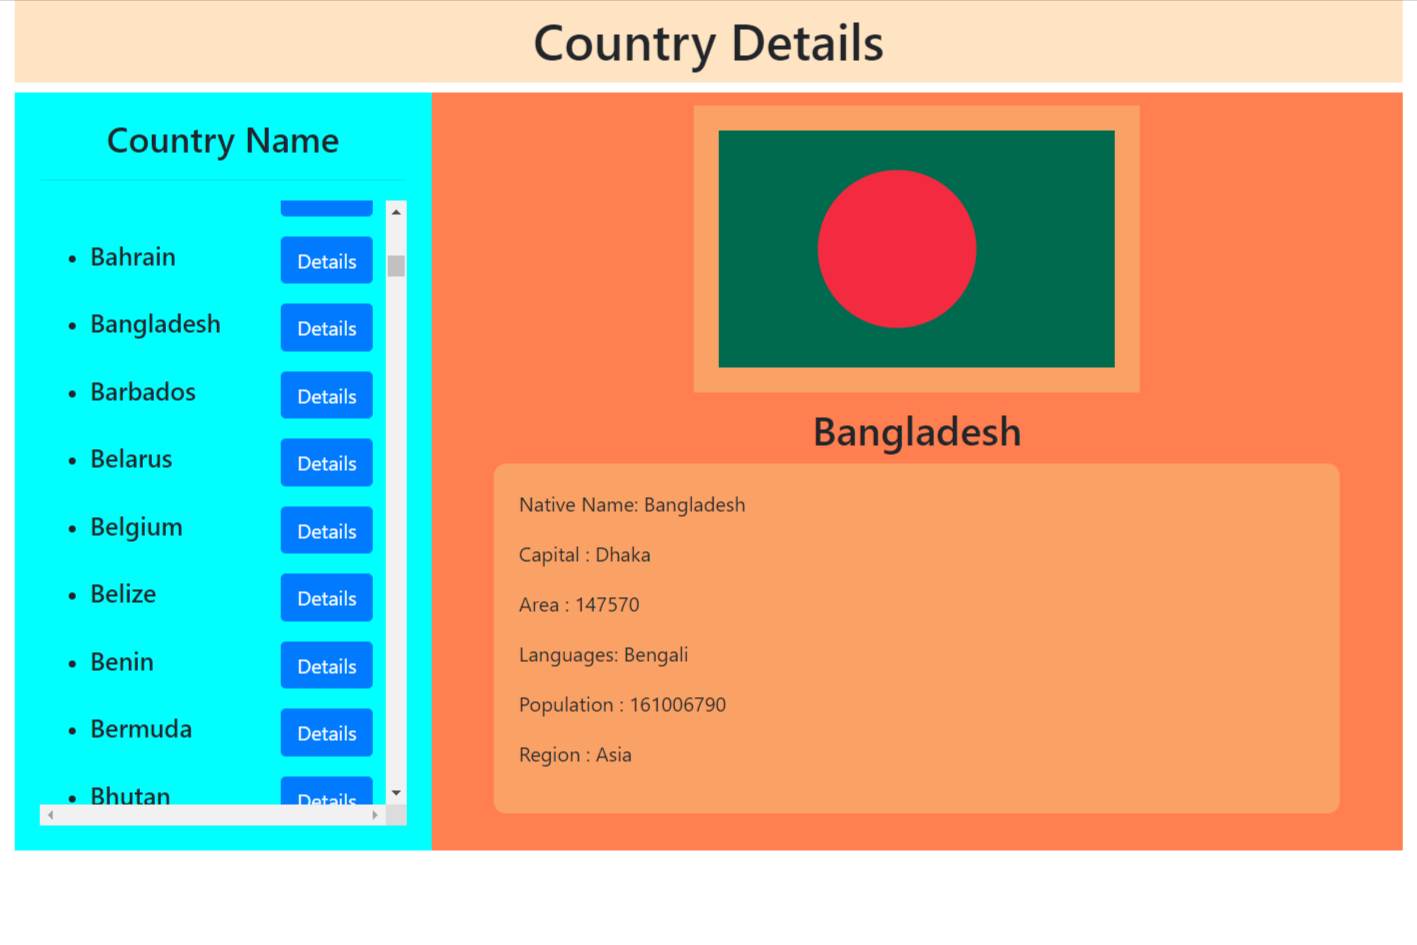 Country Details
Country Name
Bahrain Details
Bangladesh Details
Barbados Details
Belarus Details
Belgium Details
Belize Details
Benin Details
Bermuda Details
Bhutan Details
Bangladesh
Native Name: Bangladesh
Capital : Dhaka
Area : 147570
Languages: Bengali
Population : 161006790
Region : Asia